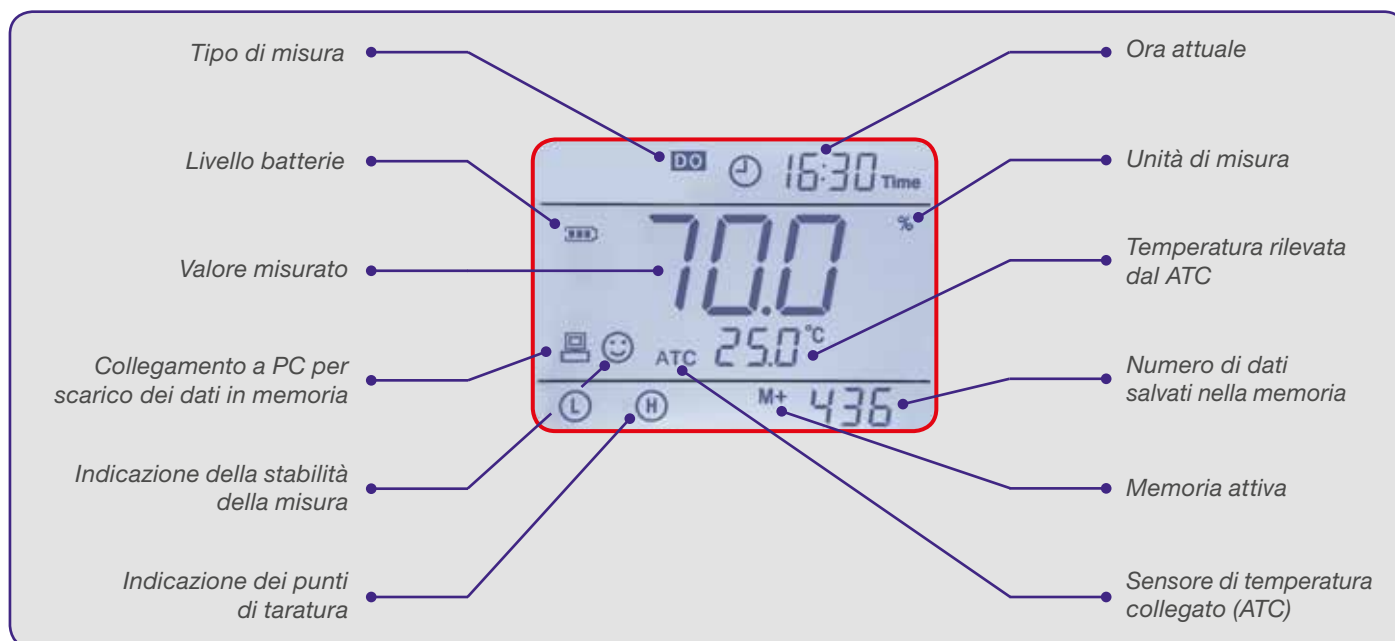 Tipo di misura
Livello batterie
Valore misurato
Collegamento a PC per
scarico dei dati in memoria
Indicazione della stabilità
della misura
Indicazione dei punti
di taratura
DO 16:30 Time
70.0 %
ATC 25.0 °C
L H M+ 436
Ora attuale
Unità di misura
Temperatura rilevata
dal ATC
Numero di dati
salvati nella memoria
Memoria attiva
Sensore di temperatura
collegato (ATC)